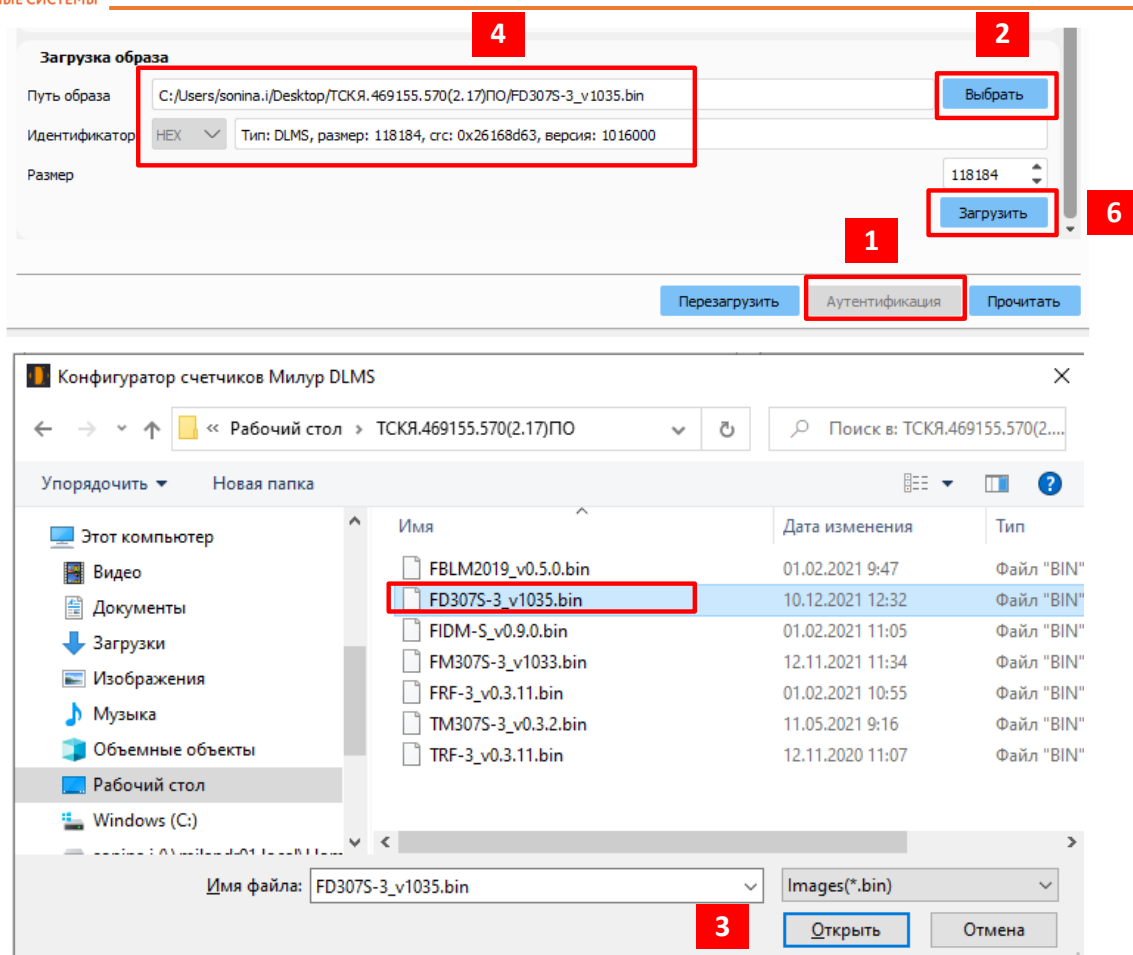 4 2
Загрузка образа
Путь образа C:/Users/sonina.i/Desktop/ТСКЯ.469155.570(2.17)ПО/FD307S-3_v1035.bin Выбрать
Идентификатор HEX Тип: DLMS, размер: 118184, crc: 0x26168d63, версия: 1016000
Размер 118184
Загрузить 6
1
Перезагрузить Аутентификация Прочитать
Конфигуратор счетчиков Милур DLMS
« Рабочий стол › ТСКЯ.469155.570(2.17)ПО Поиск в: ТСКЯ.469155.570(2....
Упорядочить Новая папка
Этот компьютер Имя Дата изменения Тип
Видео FBLM2019_v0.5.0.bin 01.02.2021 9:47 Файл "BIN"
Документы FD307S-3_v1035.bin 10.12.2021 12:32 Файл "BIN"
Загрузки FIDM-S_v0.9.0.bin 01.02.2021 11:05 Файл "BIN"
Изображения FM307S-3_v1033.bin 12.11.2021 11:34 Файл "BIN"
Музыка FRF-3_v0.3.11.bin 01.02.2021 10:55 Файл "BIN"
Объемные объекты TM307S-3_v0.3.2.bin 11.05.2021 9:16 Файл "BIN"
Рабочий стол TRF-3_v0.3.11.bin 12.11.2020 11:07 Файл "BIN"
Windows (C:)
Имя файла: FD307S-3_v1035.bin Images(*.bin)
3 Открыть Отмена